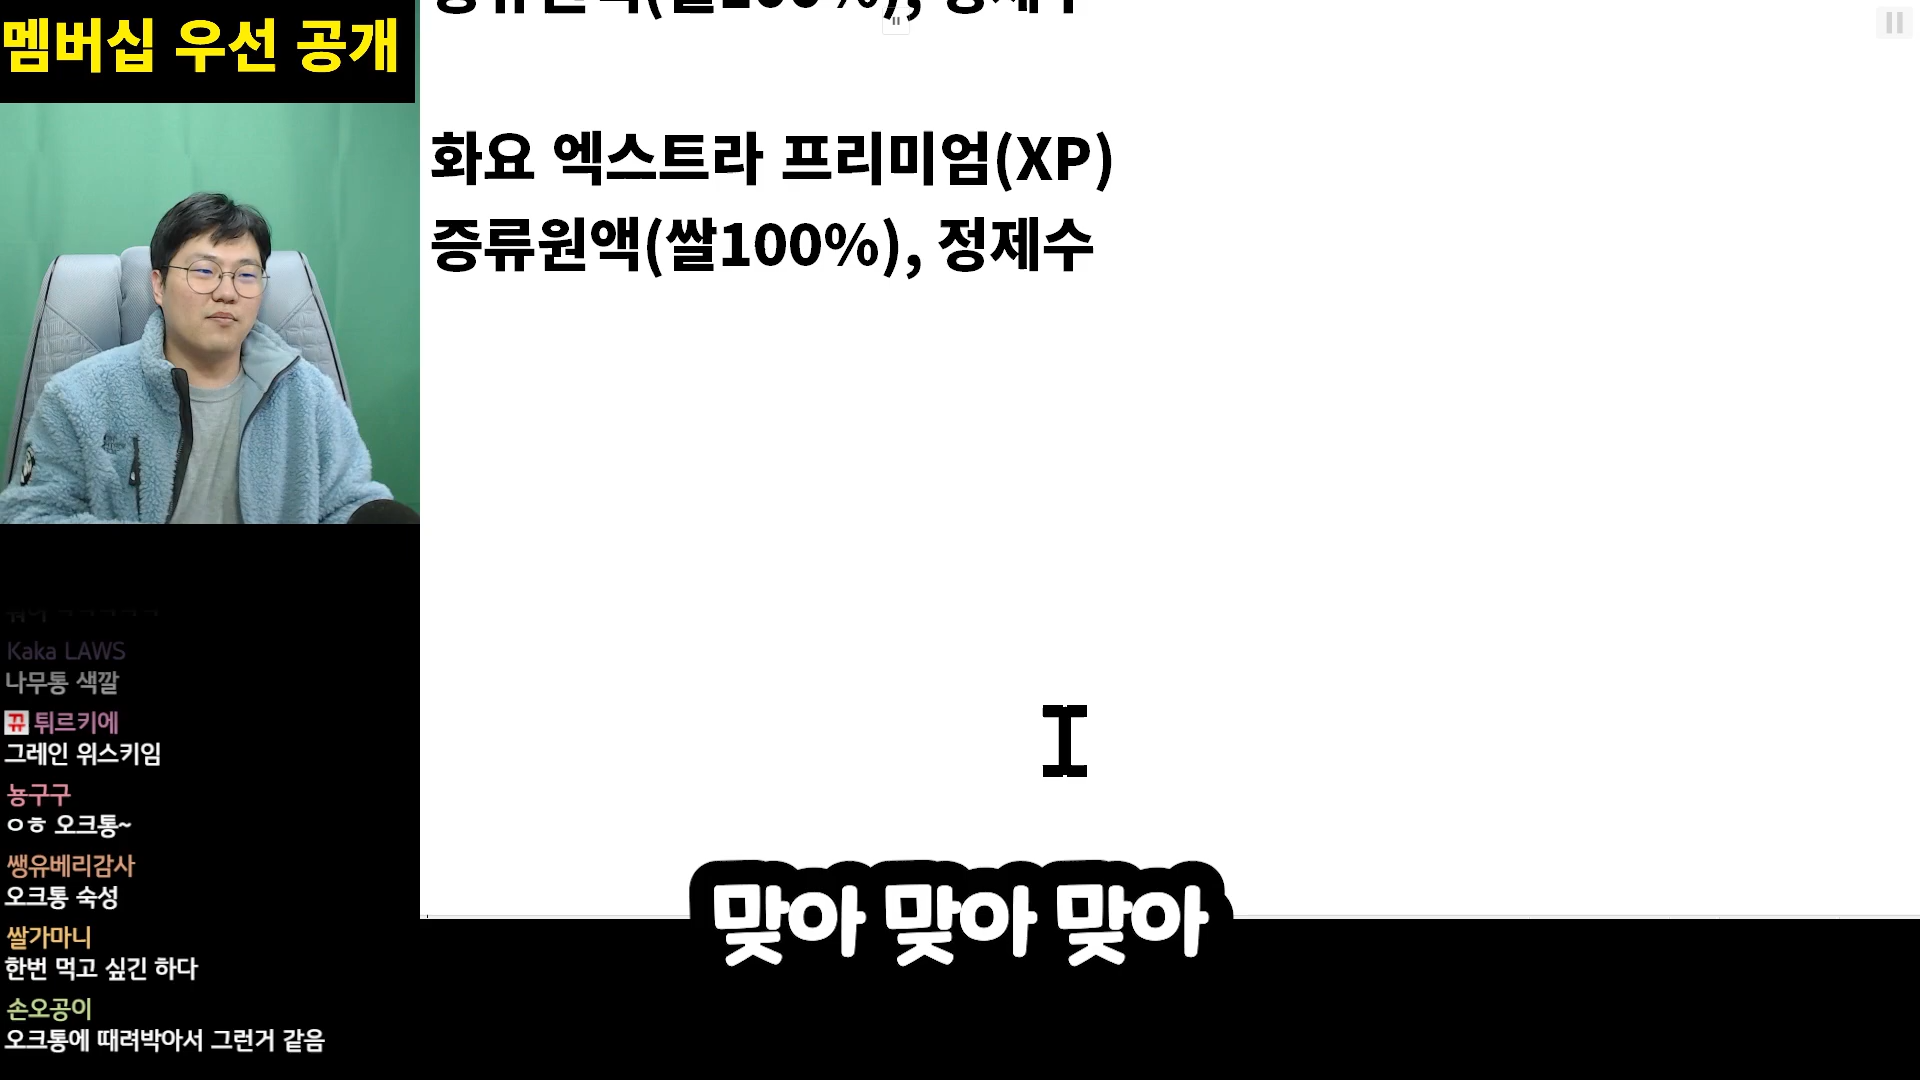 멤버십 우선 공개
화요 엑스트라 프리미엄(XP)
증류원액(쌀100%), 정제수
Kaka LAWS
나무통 색깔
뀨 튀르키에
그레인 위스키임
뇽구구
ㅇㅎ 오크통~
쌩유베리감사
오크통 숙성
쌀가마니
한번 먹고 싶긴 하다
손오공이
오크통에 때려박아서 그런거 같음
맞아 맞아 맞아